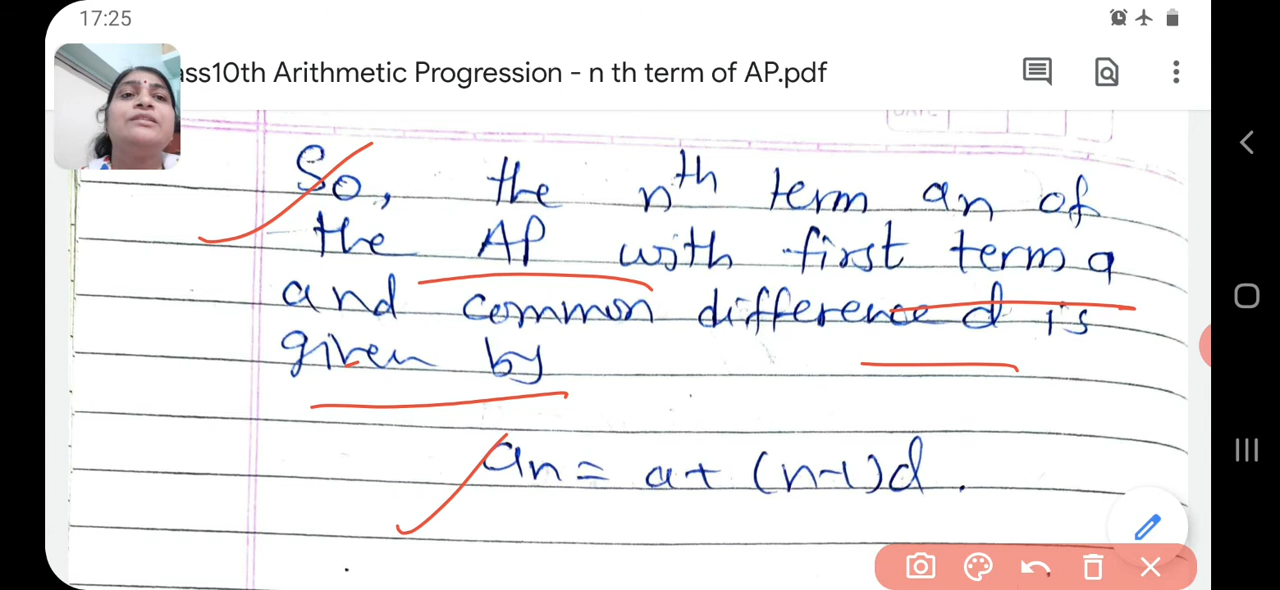 17:25
ass10th Arithmetic Progression - n th term of AP.pdf
So, the nth term an of
the AP with first term a
and common difference d is
given by
an = a + (n-1)d.